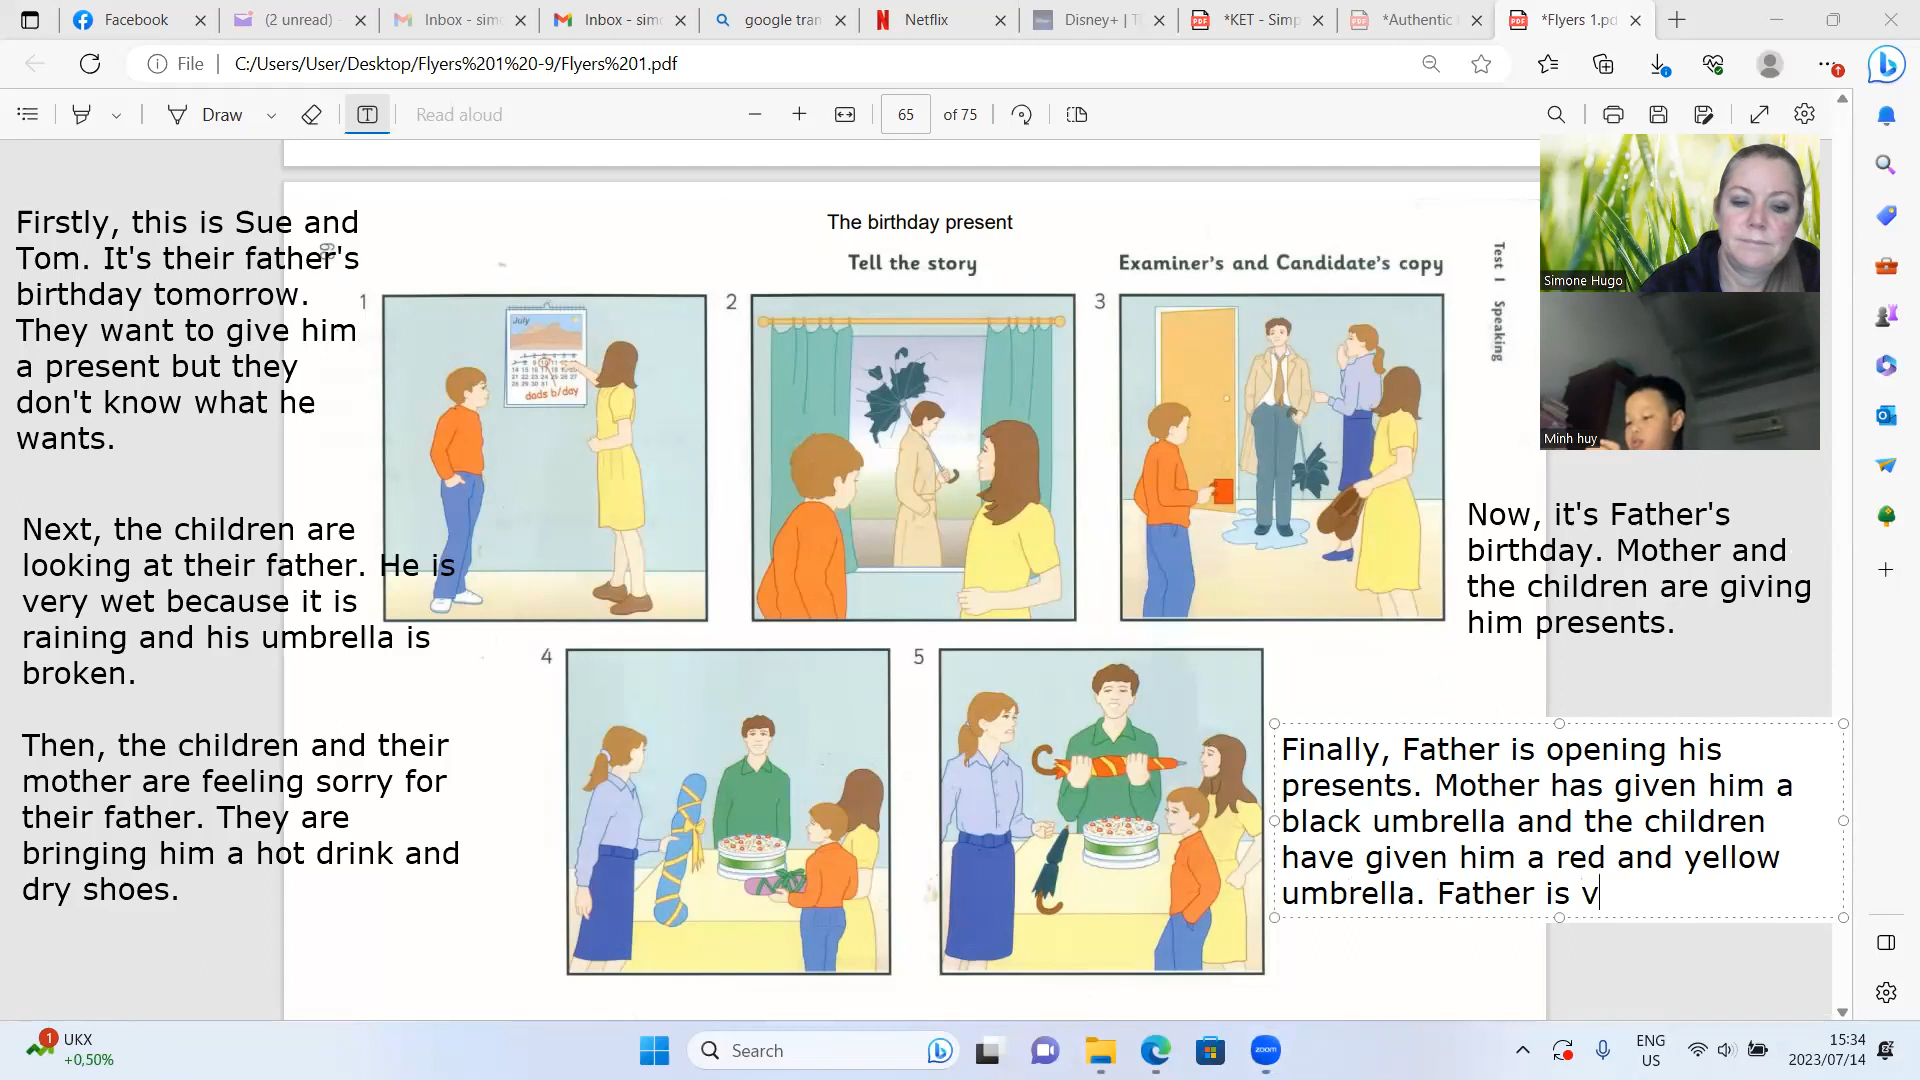 Facebook
(2 unread) -
Inbox - sim
Inbox - sim
google tran
Netflix
Disney+ | T
*KET - Simp
*Authentic
*Flyers 1.pd
File
C:/Users/User/Desktop/Flyers%201%20-9/Flyers%201.pdf
Draw
Read aloud
65
of 75
The birthday present
Tell the story
Examiner's and Candidate's copy
Test 1 Speaking
Simone Hugo
Minh huy
Firstly, this is Sue and
Tom. It's their father's
birthday tomorrow.
They want to give him
a present but they
don't know what he
wants.
Next, the children are
looking at their father. He is
very wet because it is
raining and his umbrella is
broken.
Then, the children and their
mother are feeling sorry for
their father. They are
bringing him a hot drink and
dry shoes.
1
July
dads b/day
2
3
4
5
Now, it's Father's
birthday. Mother and
the children are giving
him presents.
Finally, Father is opening his
presents. Mother has given him a
black umbrella and the children
have given him a red and yellow
umbrella. Father is v
1
UKX
+0,50%
Search
zoom
ENG
US
15:34
2023/07/14